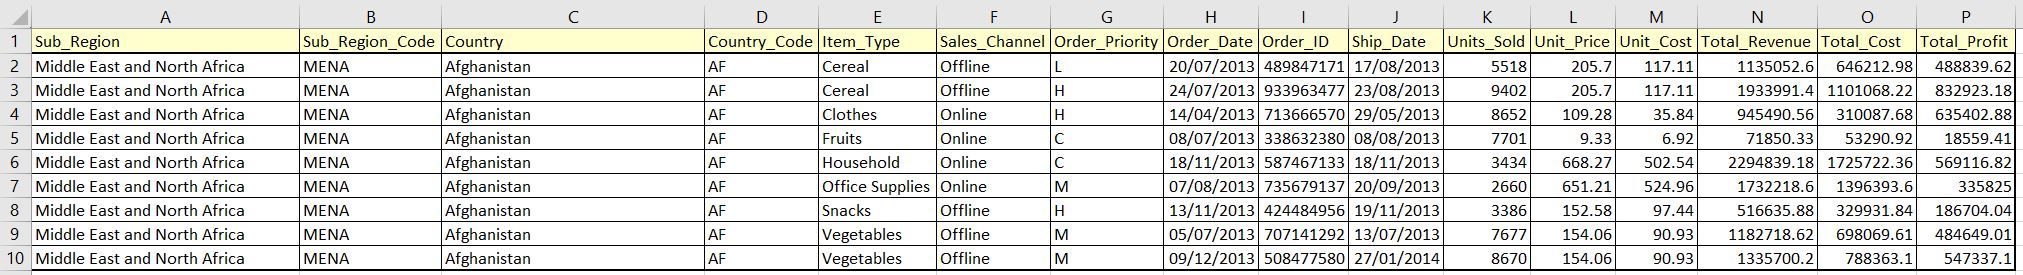 A B C D E F G H I J K L M N O P
1 Sub_Region Sub_Region_Code Country Country_Code Item_Type Sales_Channel Order_Priority Order_Date Order_ID Ship_Date Units_Sold Unit_Price Unit_Cost Total_Revenue Total_Cost Total_Profit
2 Middle East and North Africa MENA Afghanistan AF Cereal Offline L 20/07/2013 489847171 17/08/2013 5518 205.7 117.11 1135052.6 646212.98 488839.62
3 Middle East and North Africa MENA Afghanistan AF Cereal Offline H 24/07/2013 933963477 23/08/2013 9402 205.7 117.11 1933991.4 1101068.22 832923.18
4 Middle East and North Africa MENA Afghanistan AF Clothes Online H 14/04/2013 713666570 29/05/2013 8652 109.28 35.84 945490.56 310087.68 635402.88
5 Middle East and North Africa MENA Afghanistan AF Fruits Online C 08/07/2013 338632380 08/08/2013 7701 9.33 6.92 71850.33 53290.92 18559.41
6 Middle East and North Africa MENA Afghanistan AF Household Online C 18/11/2013 587467133 18/11/2013 3434 668.27 502.54 2294839.18 1725722.36 569116.82
7 Middle East and North Africa MENA Afghanistan AF Office Supplies Online M 07/08/2013 735679137 20/09/2013 2660 651.21 524.96 1732218.6 1396393.6 335825
8 Middle East and North Africa MENA Afghanistan AF Snacks Offline H 13/11/2013 424484956 19/11/2013 3386 152.58 97.44 516635.88 329931.84 186704.04
9 Middle East and North Africa MENA Afghanistan AF Vegetables Offline M 05/07/2013 707141292 13/07/2013 7677 154.06 90.93 1182718.62 698069.61 484649.01
10 Middle East and North Africa MENA Afghanistan AF Vegetables Offline M 09/12/2013 508477580 27/01/2014 8670 154.06 90.93 1335700.2 788363.1 547337.1